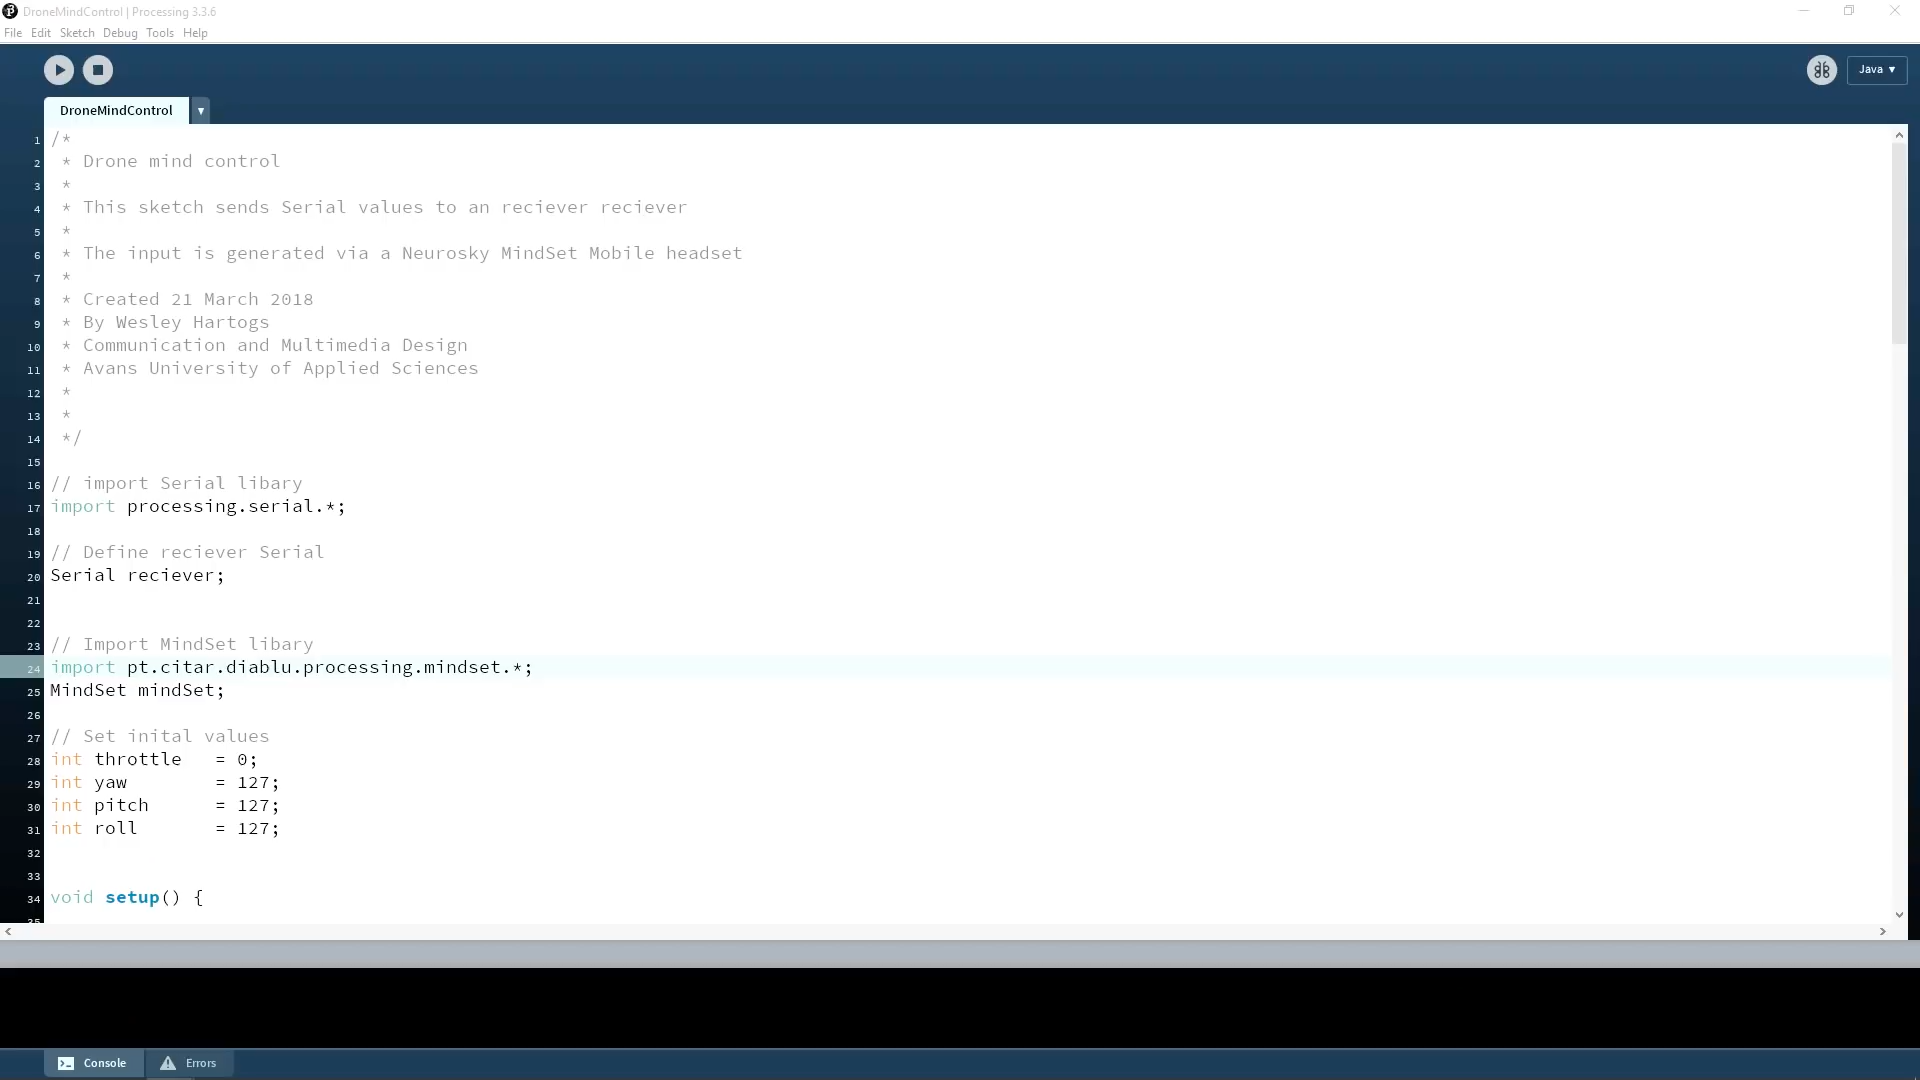 DroneMindControl | Processing 3.3.6
File Edit Sketch Debug Tools Help
Java ▼
DroneMindControl ▼
1 /*
2 * Drone mind control
3 *
4 * This sketch sends Serial values to an reciever reciever
5 *
6 * The input is generated via a Neurosky MindSet Mobile headset
7 *
8 * Created 21 March 2018
9 * By Wesley Hartogs
10 * Communication and Multimedia Design
11 * Avans University of Applied Sciences
12 *
13 *
14 */
15
16 // import Serial libary
17 import processing.serial.*;
18
19 // Define reciever Serial
20 Serial reciever;
21
22
23 // Import MindSet libary
24 import pt.citar.diablu.processing.mindset.*;
25 MindSet mindSet;
26
27 // Set inital values
28 int throttle = 0;
29 int yaw = 127;
30 int pitch = 127;
31 int roll = 127;
32
33
34 void setup() {
35
Console Errors